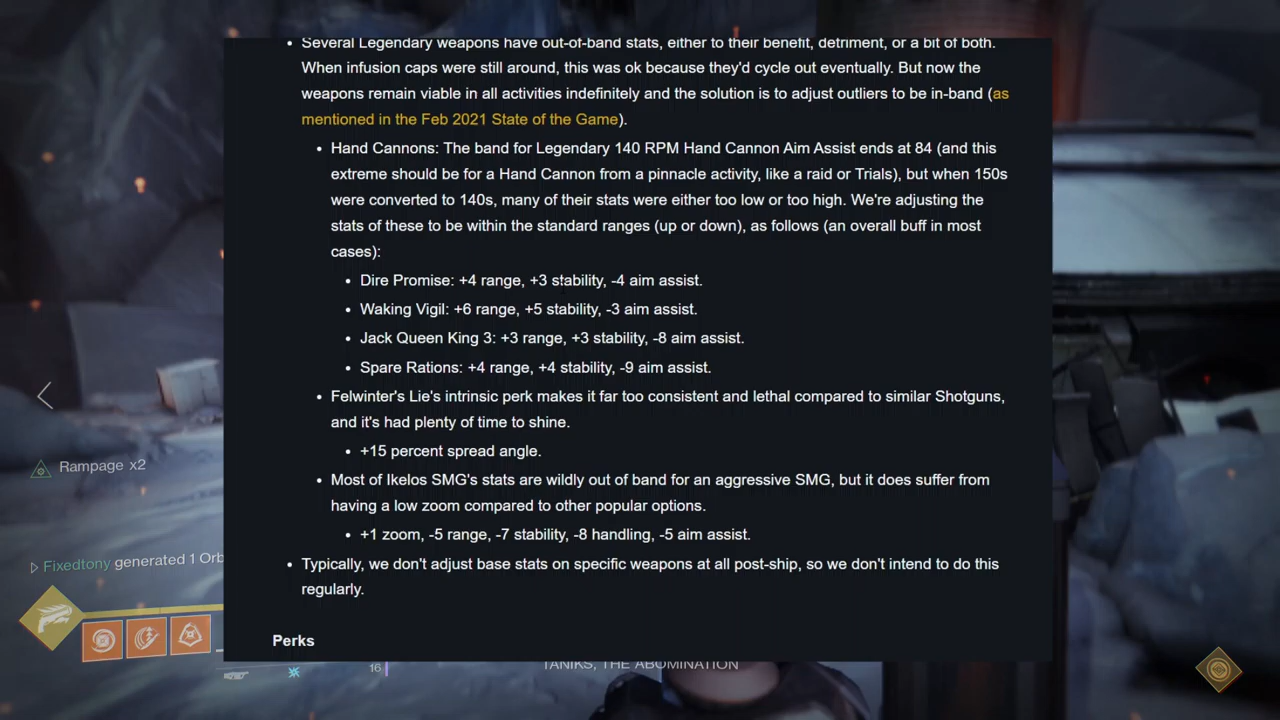 Several Legendary weapons have out-of-band stats, either to their benefit, detriment, or a bit of both.
When infusion caps were still around, this was ok because they'd cycle out eventually. But now the
weapons remain viable in all activities indefinitely and the solution is to adjust outliers to be in-band (as
mentioned in the Feb 2021 State of the Game).
Hand Cannons: The band for Legendary 140 RPM Hand Cannon Aim Assist ends at 84 (and this
extreme should be for a Hand Cannon from a pinnacle activity, like a raid or Trials), but when 150s
were converted to 140s, many of their stats were either too low or too high. We're adjusting the
stats of these to be within the standard ranges (up or down), as follows (an overall buff in most
cases):
Dire Promise: +4 range, +3 stability, -4 aim assist.
Waking Vigil: +6 range, +5 stability, -3 aim assist.
Jack Queen King 3: +3 range, +3 stability, -8 aim assist.
Spare Rations: +4 range, +4 stability, -9 aim assist.
Felwinter's Lie's intrinsic perk makes it far too consistent and lethal compared to similar Shotguns,
and it's had plenty of time to shine.
+15 percent spread angle.
Most of Ikelos SMG's stats are wildly out of band for an aggressive SMG, but it does suffer from
having a low zoom compared to other popular options.
+1 zoom, -5 range, -7 stability, -8 handling, -5 aim assist.
Typically, we don't adjust base stats on specific weapons at all post-ship, so we don't intend to do this
regularly.
Perks
Rampage x2
Fixedtony generated 1 Orb
16
TANIKS, THE ABOMINATION